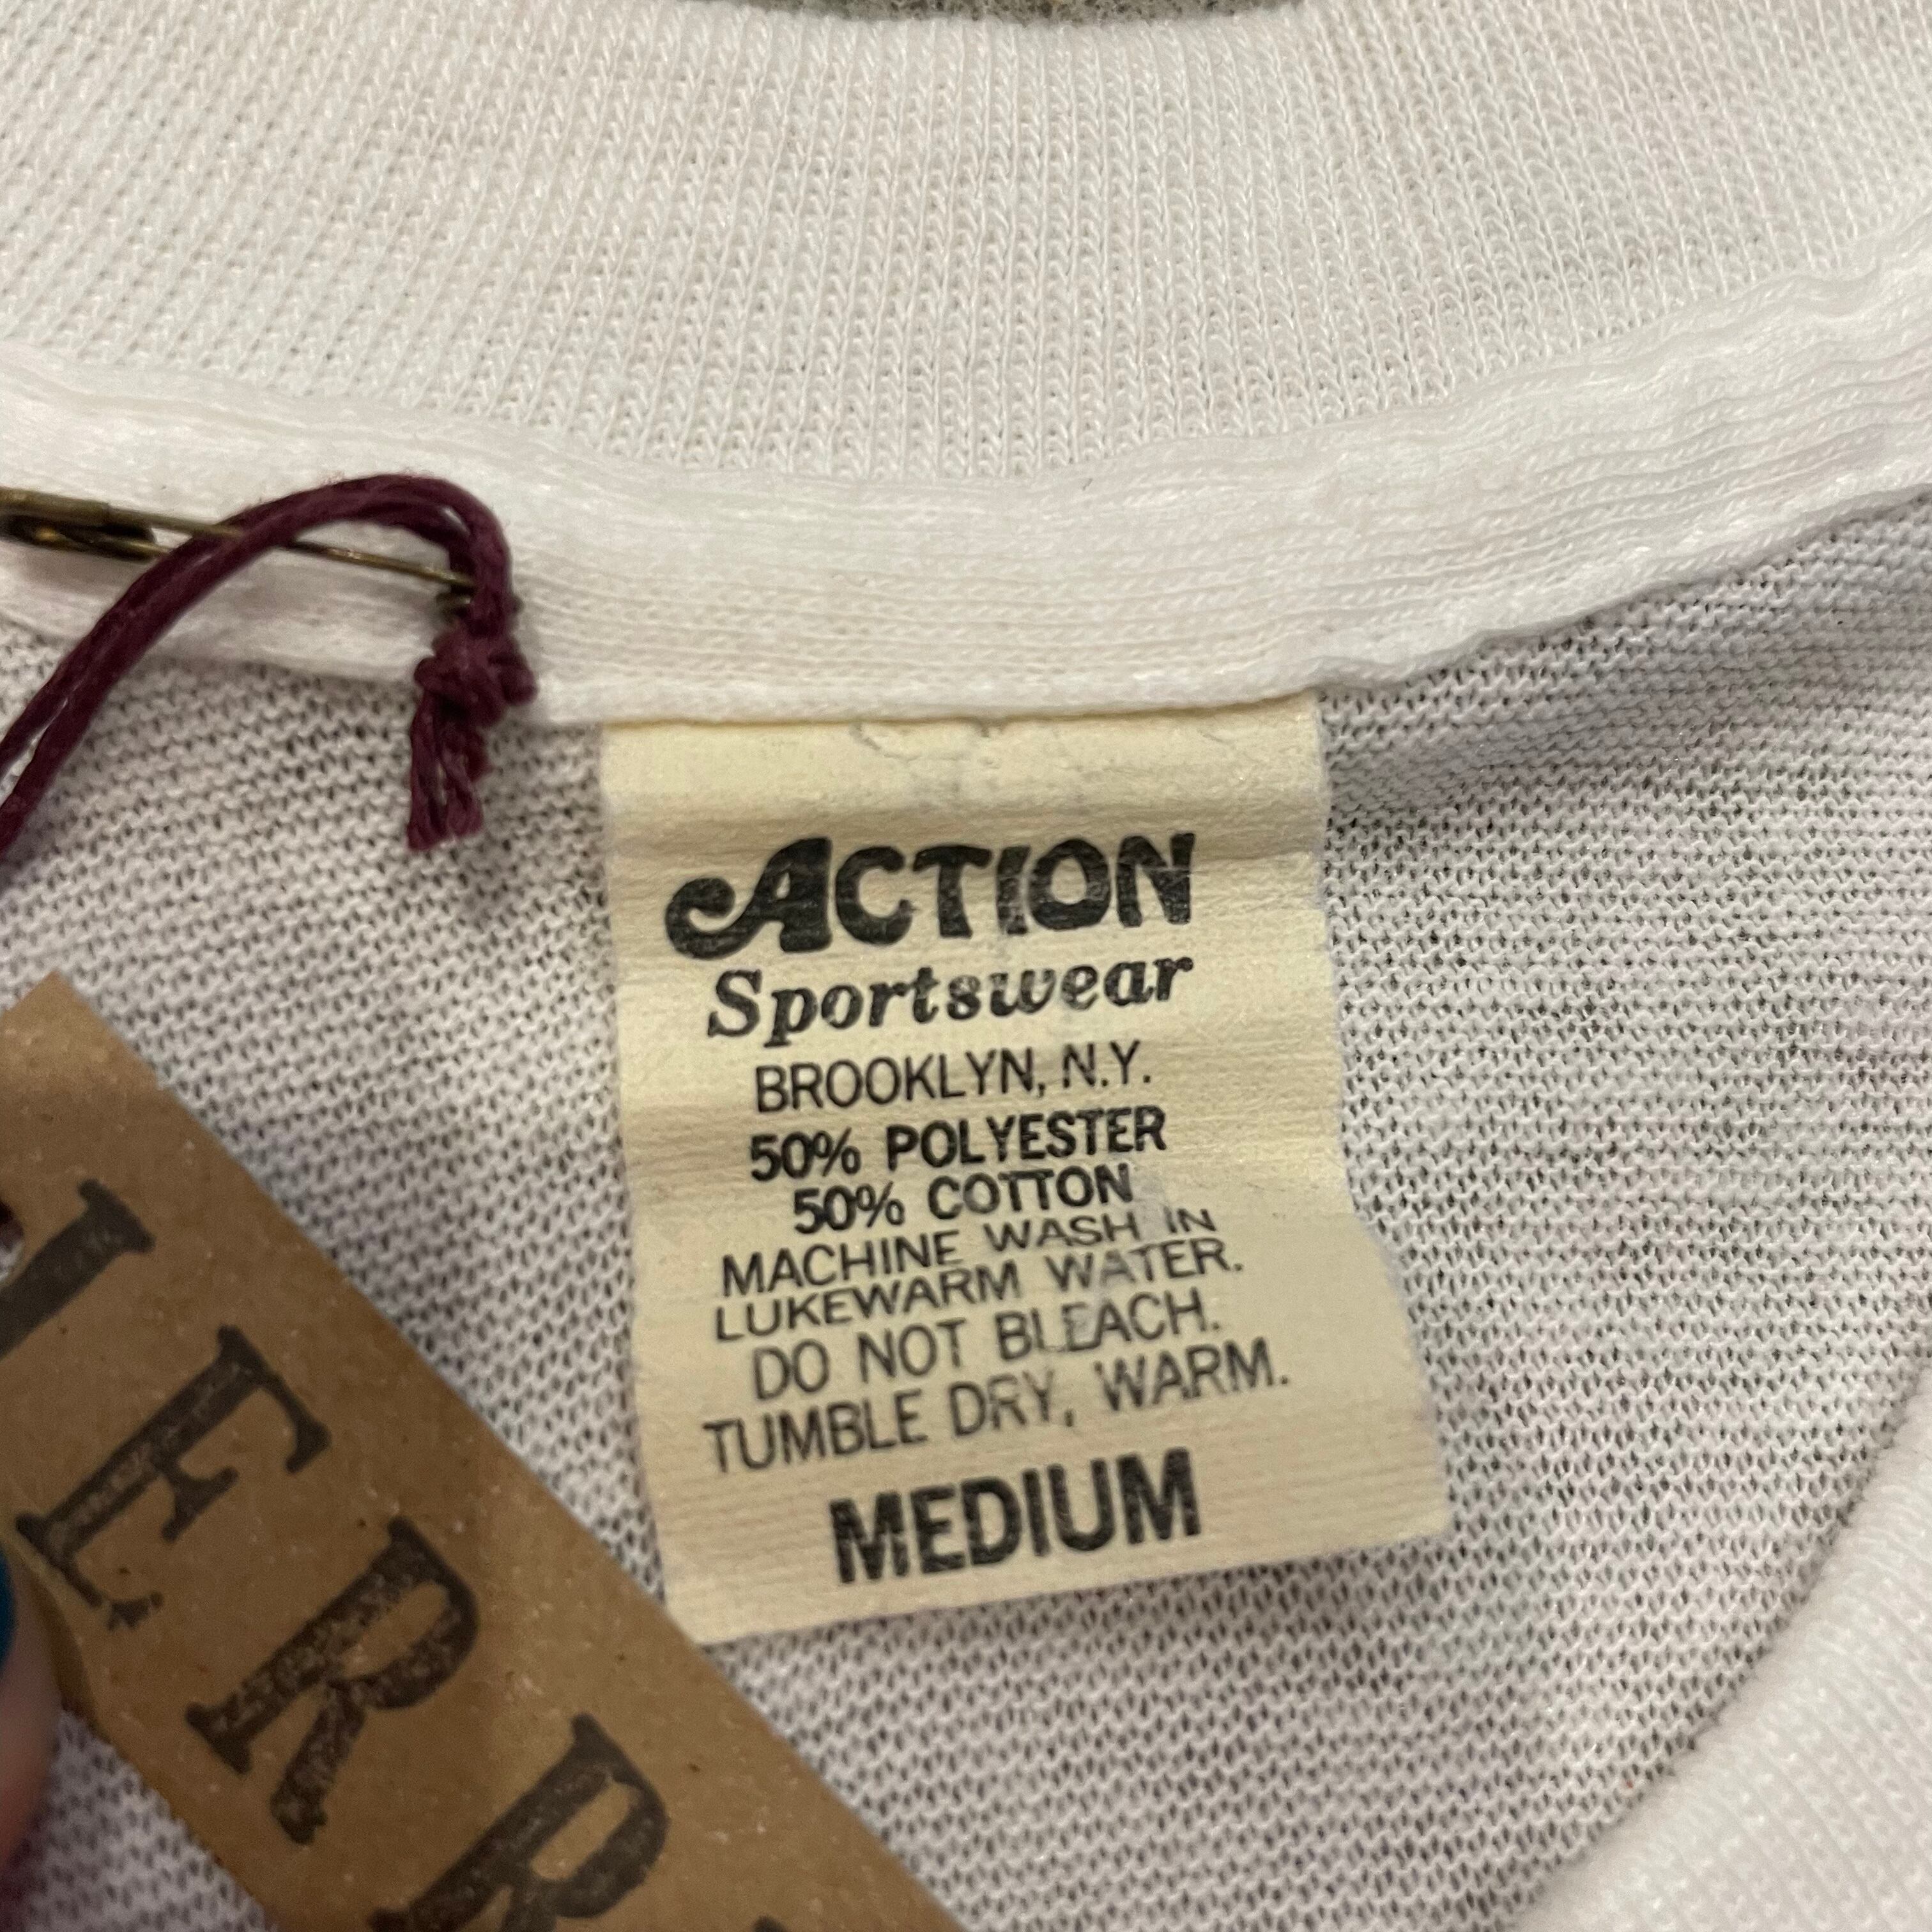 ACTION
Sportswear
BROOKLYN, N.Y.
50% POLYESTER
50% COTTON
MACHINE WASH IN
LUKEWARM WATER.
DO NOT BLEACH.
TUMBLE DRY, WARM.
MEDIUM
IERR